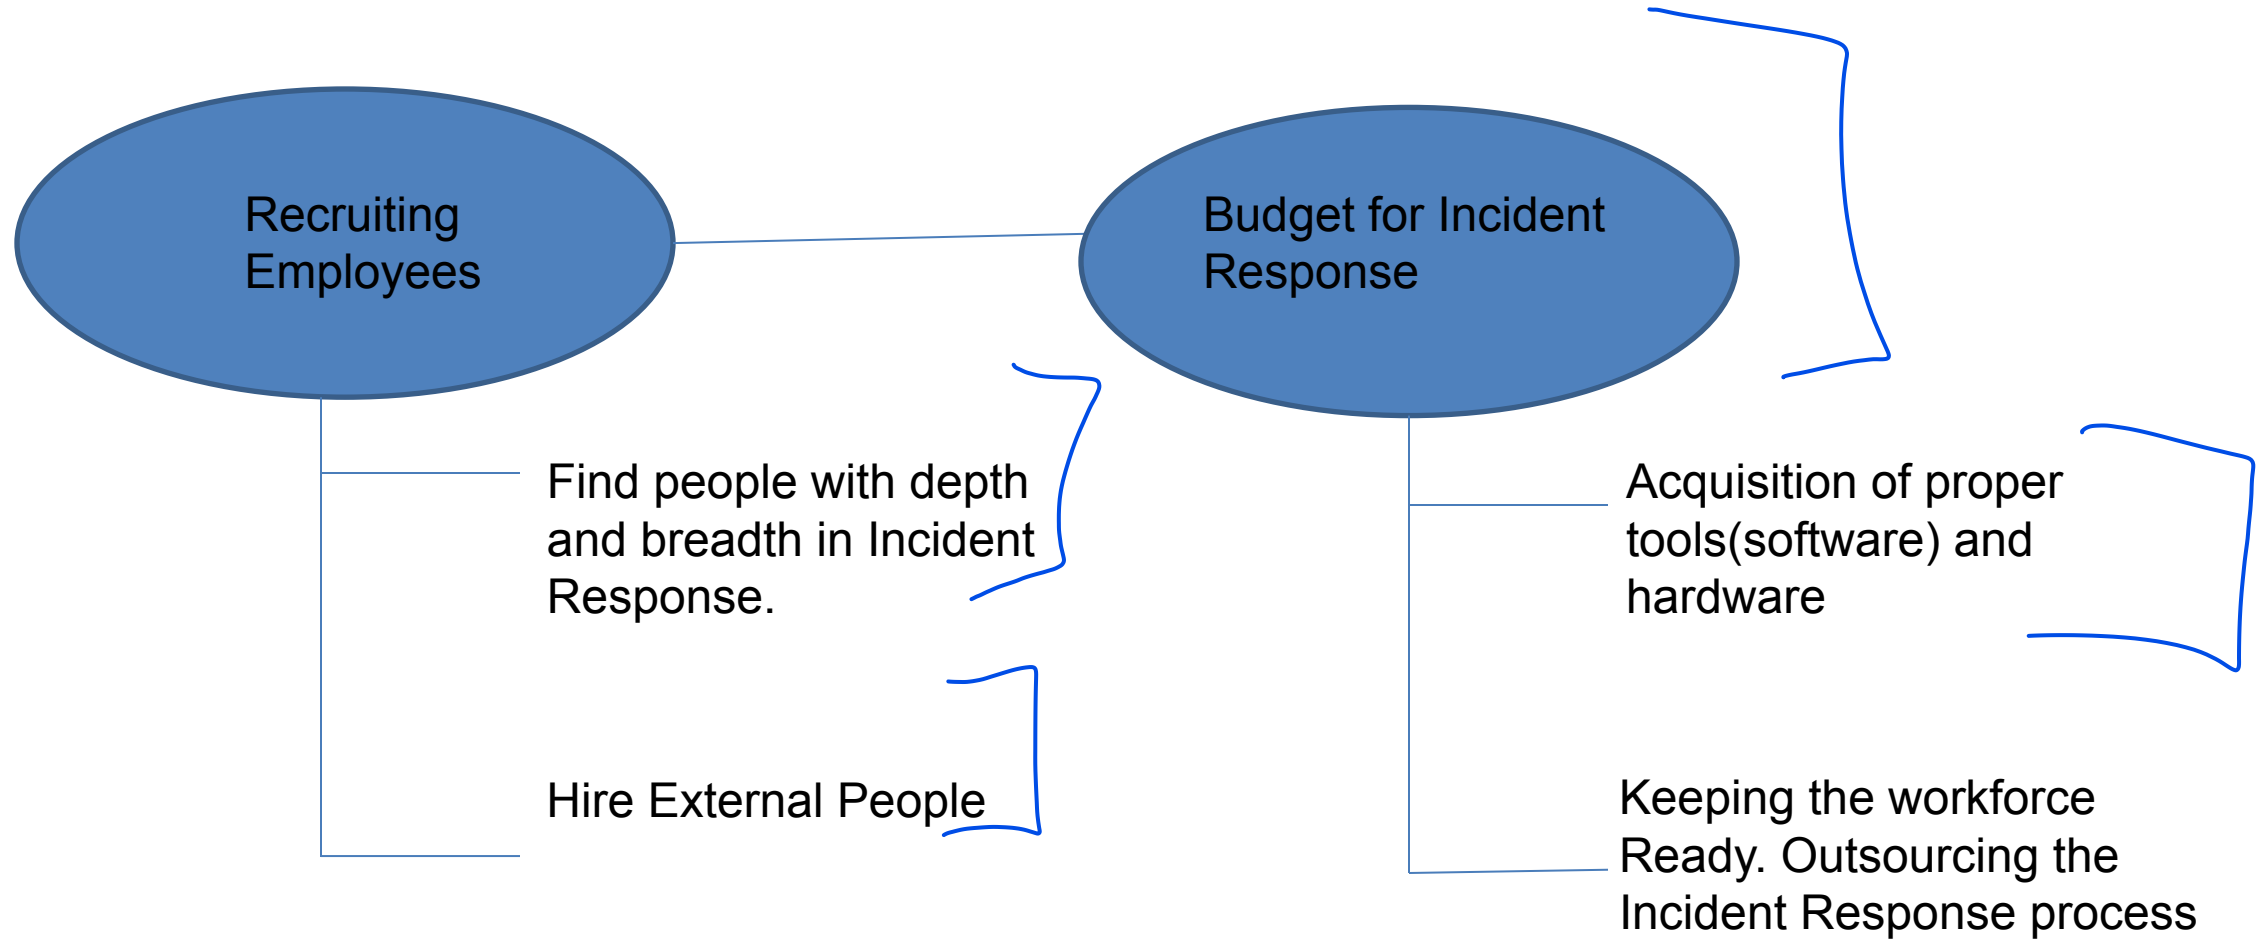 Recruiting
Employees
Budget for Incident
Response
Find people with depth
and breadth in Incident
Response.
Hire External People
Acquisition of proper
tools(software) and
hardware
Keeping the workforce
Ready. Outsourcing the
Incident Response process